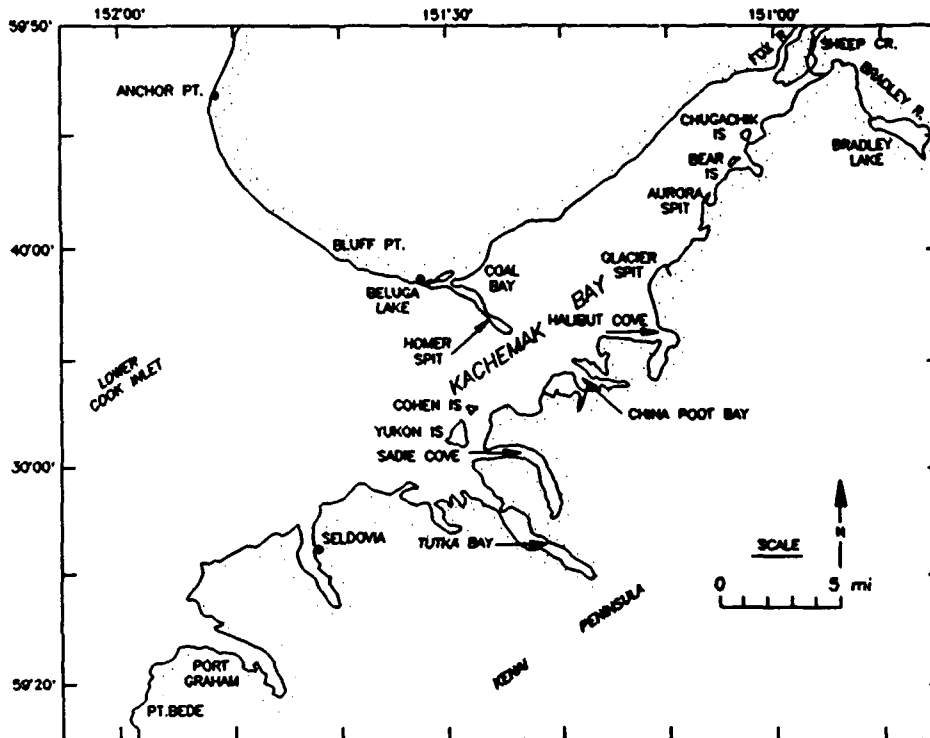 152°00'
151°30'
151°00'
59°50'
FOX R.
SHEEP CR.
BRADLEY R.
ANCHOR PT.
CHUGACHIK
IS
BRADLEY
LAKE
BEAR
IS
AURORA
SPIT
BLUFF PT.
40'00'
GLACIER
SPIT
COAL
BAY
BELUGA
LAKE
KACHEMAK BAY
HALIBUT COVE
HOMER
SPIT
LOWER
COOK INLET
COHEN IS
CHINA POOT BAY
YUKON IS
SADIE COVE
30'00'
SELDOVIA
TUTKA BAY
N
SCALE
0 5 mi
KENAI PENINSULA
PORT
GRAHAM
59°20'
PT. BEDE